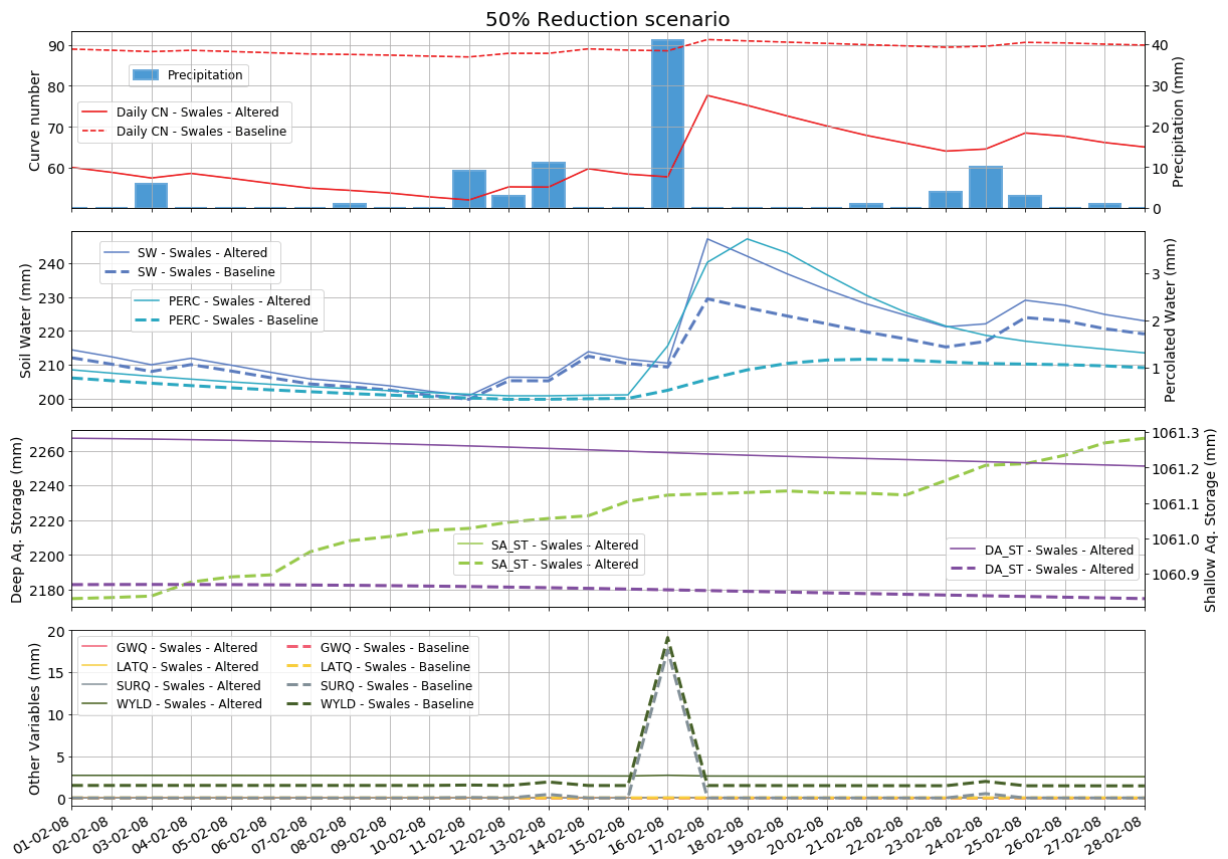 50% Reduction scenario
Curve number
90
80
70
60
Precipitation
Daily CN - Swales - Altered
Daily CN - Swales - Baseline
40
30
20
10
0
Precipitation (mm)
Soil Water (mm)
240
230
220
210
200
SW - Swales - Altered
SW - Swales - Baseline
PERC - Swales - Altered
PERC - Swales - Baseline
3
2
1
Percolated Water (mm)
Deep Aq. Storage (mm)
2260
2240
2220
2200
2180
SA_ST - Swales - Altered
SA_ST - Swales - Altered
DA_ST - Swales - Altered
DA_ST - Swales - Altered
1061.3
1061.2
1061.1
1061.0
1060.9
Shallow Aq. Storage (mm)
Other Variables (mm)
20
15
10
5
0
GWQ - Swales - Altered GWQ - Swales - Baseline
LATQ - Swales - Altered LATQ - Swales - Baseline
SURQ - Swales - Altered SURQ - Swales - Baseline
WYLD - Swales - Altered WYLD - Swales - Baseline
01-02-08 02-02-08 03-02-08 04-02-08 05-02-08 06-02-08 07-02-08 08-02-08 09-02-08 10-02-08 11-02-08 12-02-08 13-02-08 14-02-08 15-02-08 16-02-08 17-02-08 18-02-08 19-02-08 20-02-08 21-02-08 22-02-08 23-02-08 24-02-08 25-02-08 26-02-08 27-02-08 28-02-08